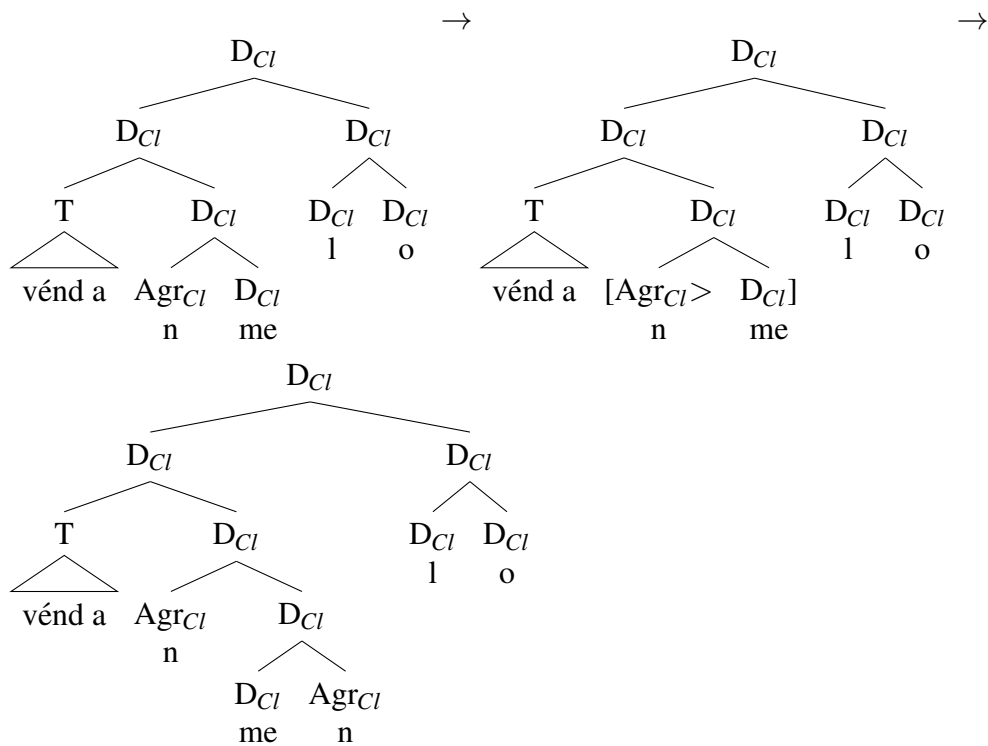 → →
D_Cl D_Cl
D_Cl D_Cl D_Cl D_Cl
T D_Cl D_Cl D_Cl T D_Cl D_Cl D_Cl
l o l o
vénd a Agr_Cl D_Cl vénd a [Agr_Cl> D_Cl]
n me n me
D_Cl
D_Cl D_Cl
T D_Cl D_Cl D_Cl
l o
vénd a Agr_Cl D_Cl
n
D_Cl Agr_Cl
me n